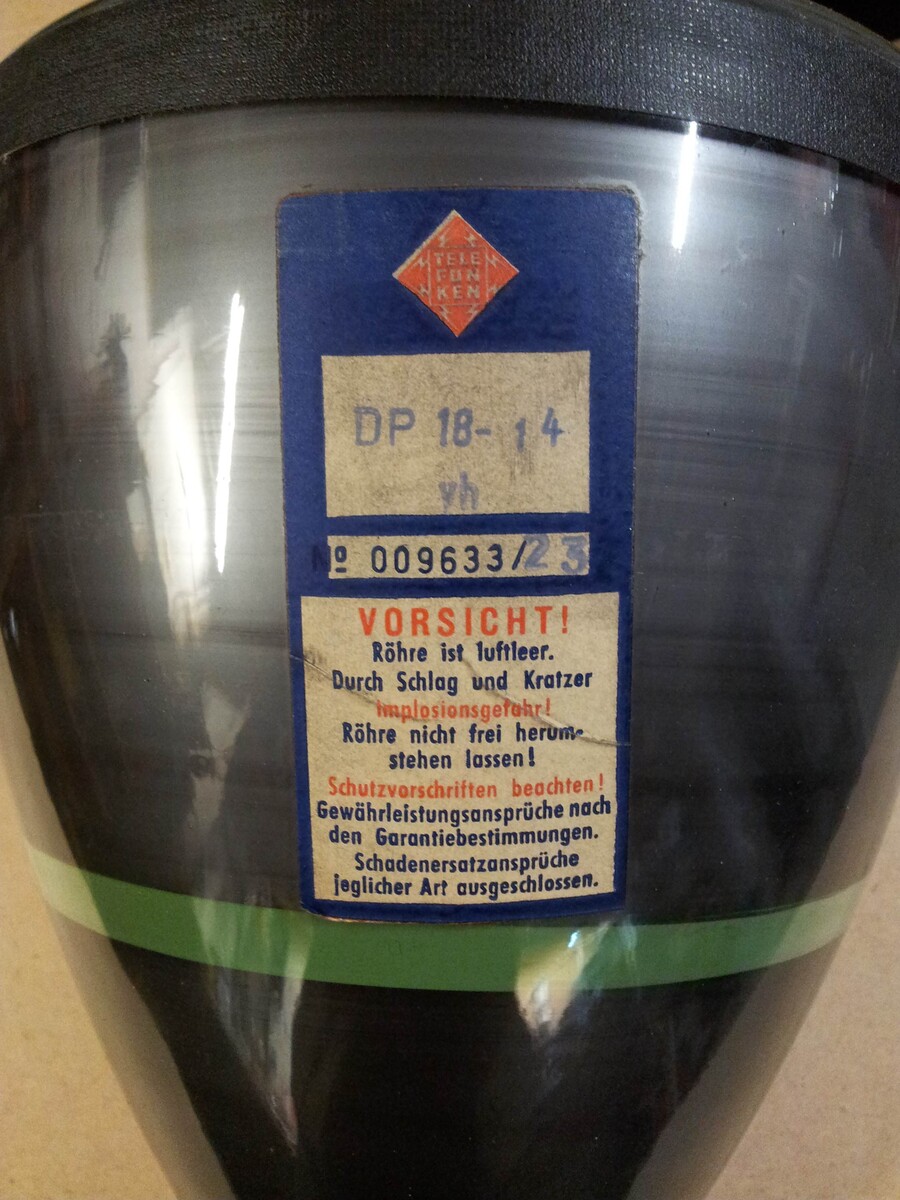 TELE
FUN
KEN
DP 18-14
yh
Nº 009633/23
VORSICHT!
Röhre ist luftleer.
Durch Schlag und Kratzer
Implosionsgefahr!
Röhre nicht frei herum-
stehen lassen!
Schutzvorschriften beachten!
Gewährleistungsansprüche nach
den Garantiebestimmungen.
Schadenersatzansprüche
jeglicher Art ausgeschlossen.